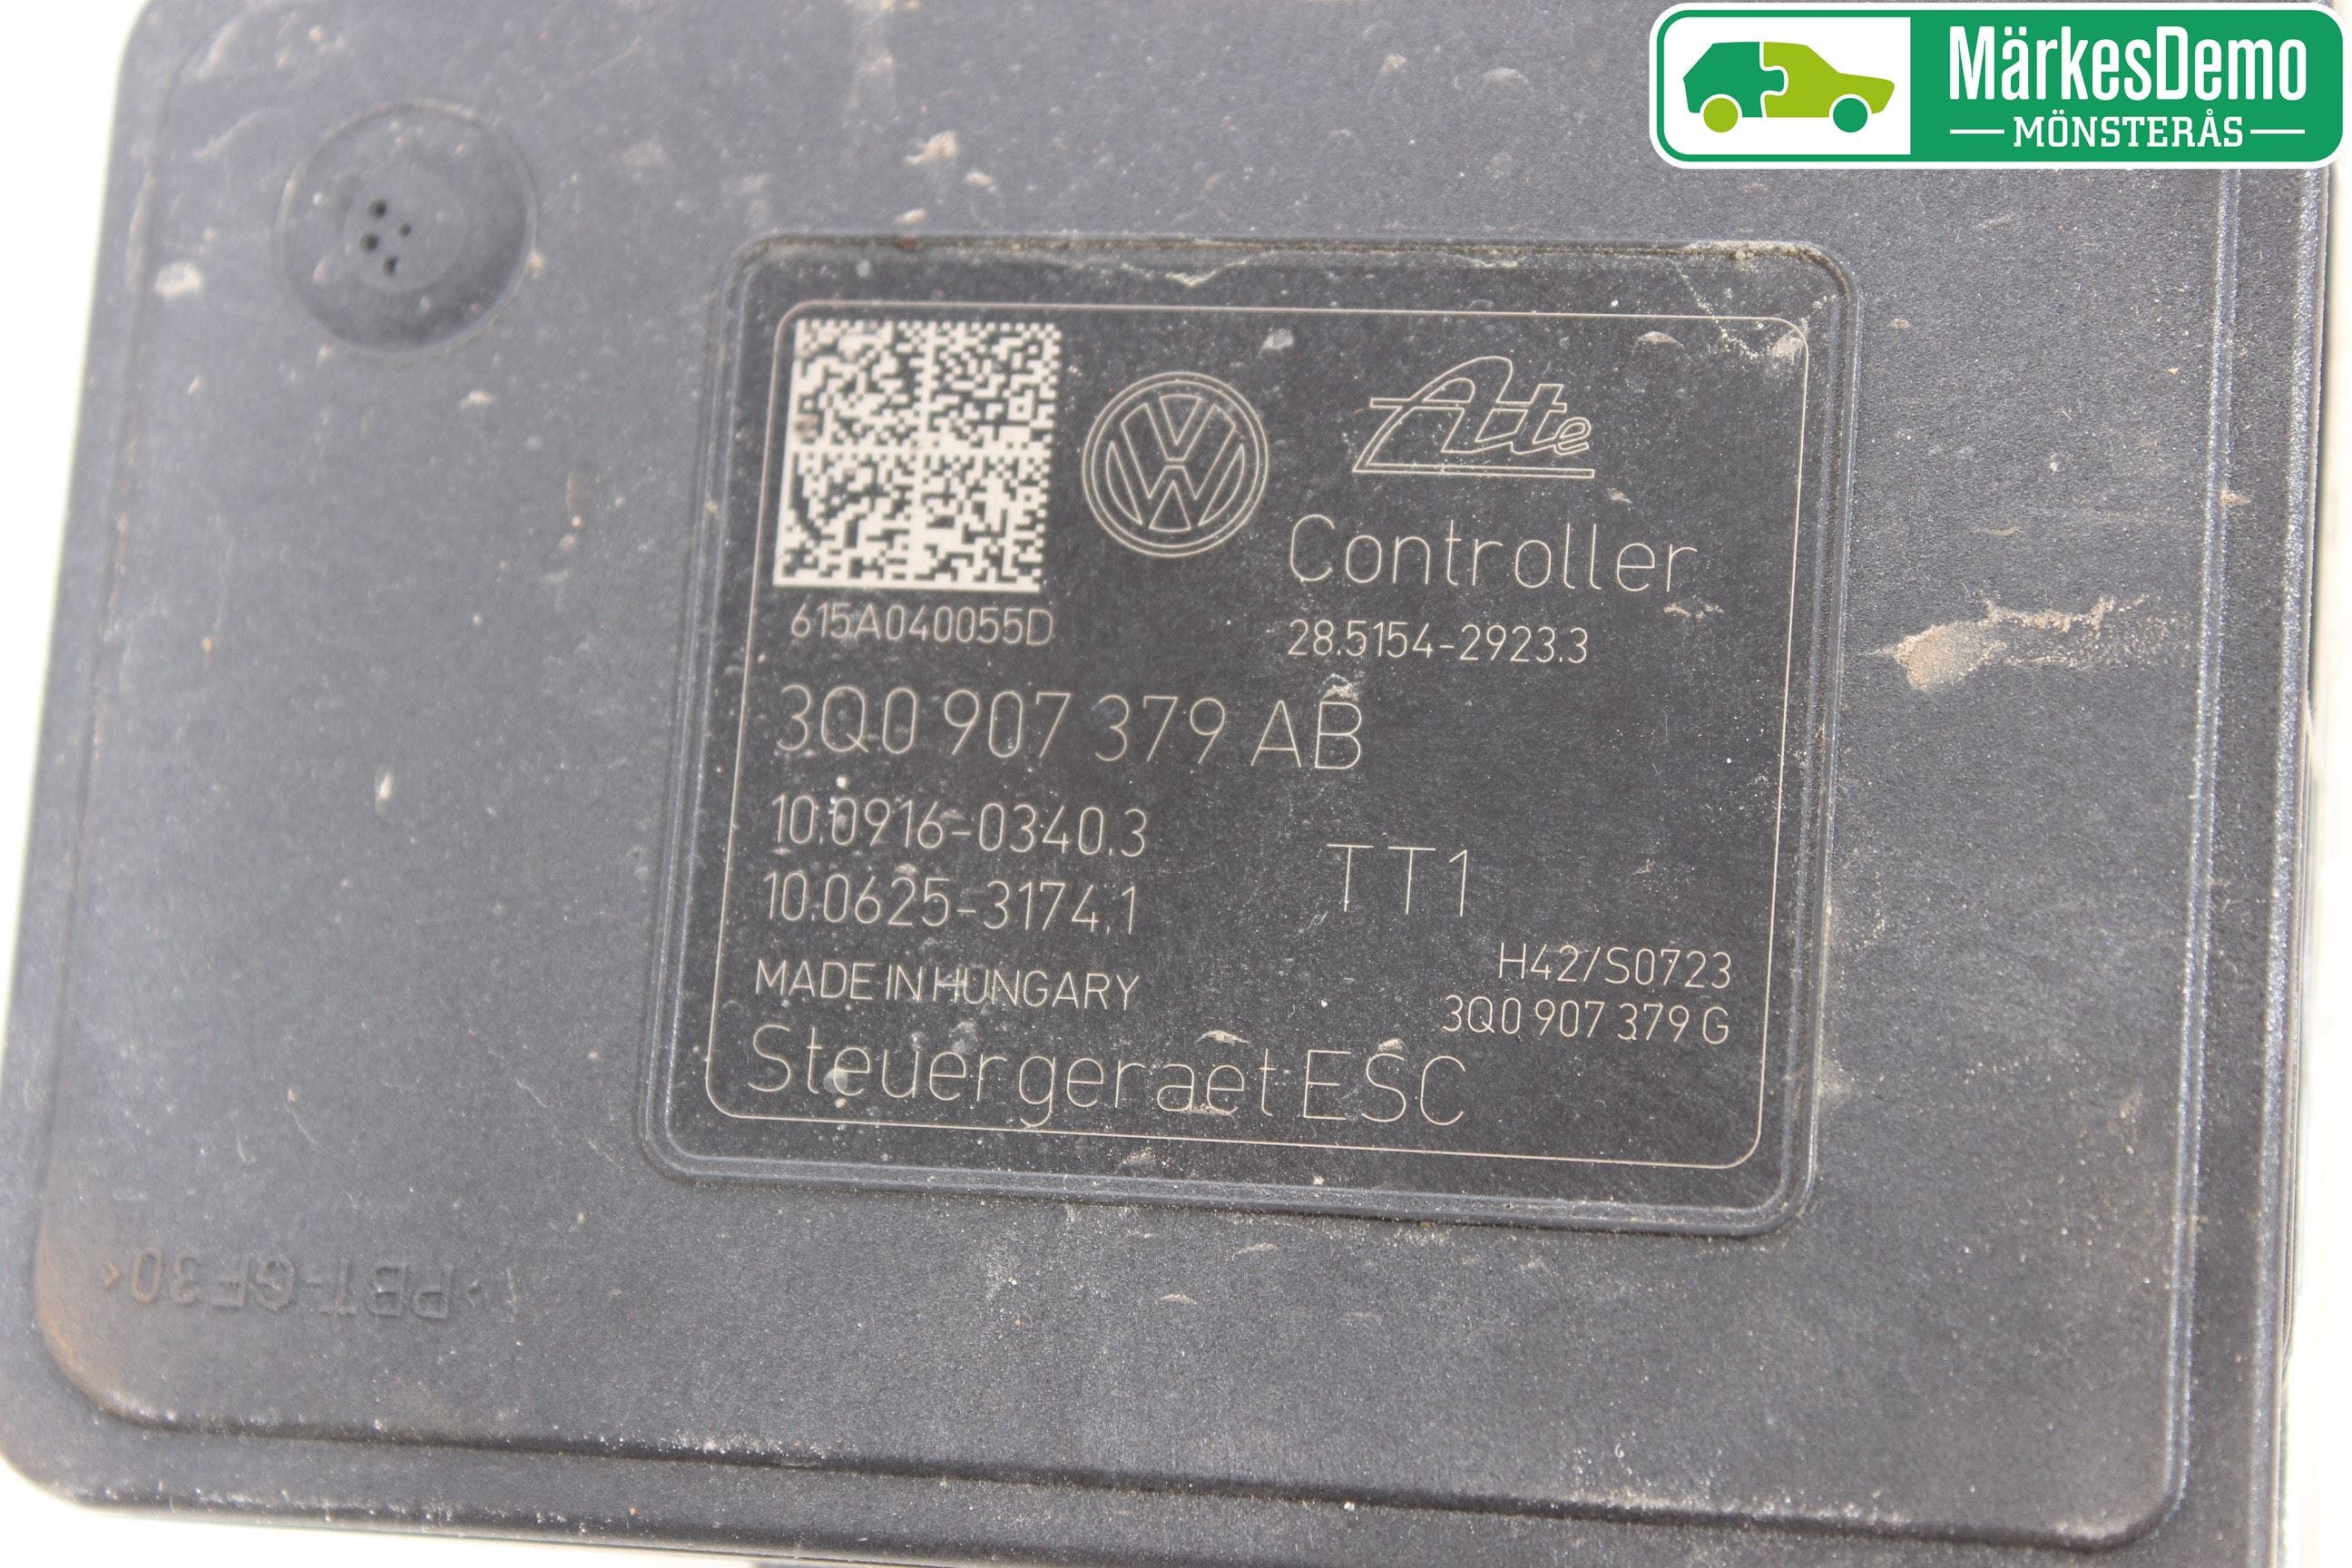 MärkesDemo
MÖNSTERÅS
Ate
Controller
615A040055D
28.5154-2923.3
3Q0 907 379 AB
10.0916-0340.3
10.0625-3174.1
TT1
MADE IN HUNGARY
H42/S0723
3Q0 907 379 G
Steuergeraet ESC
>PBT-GF30<